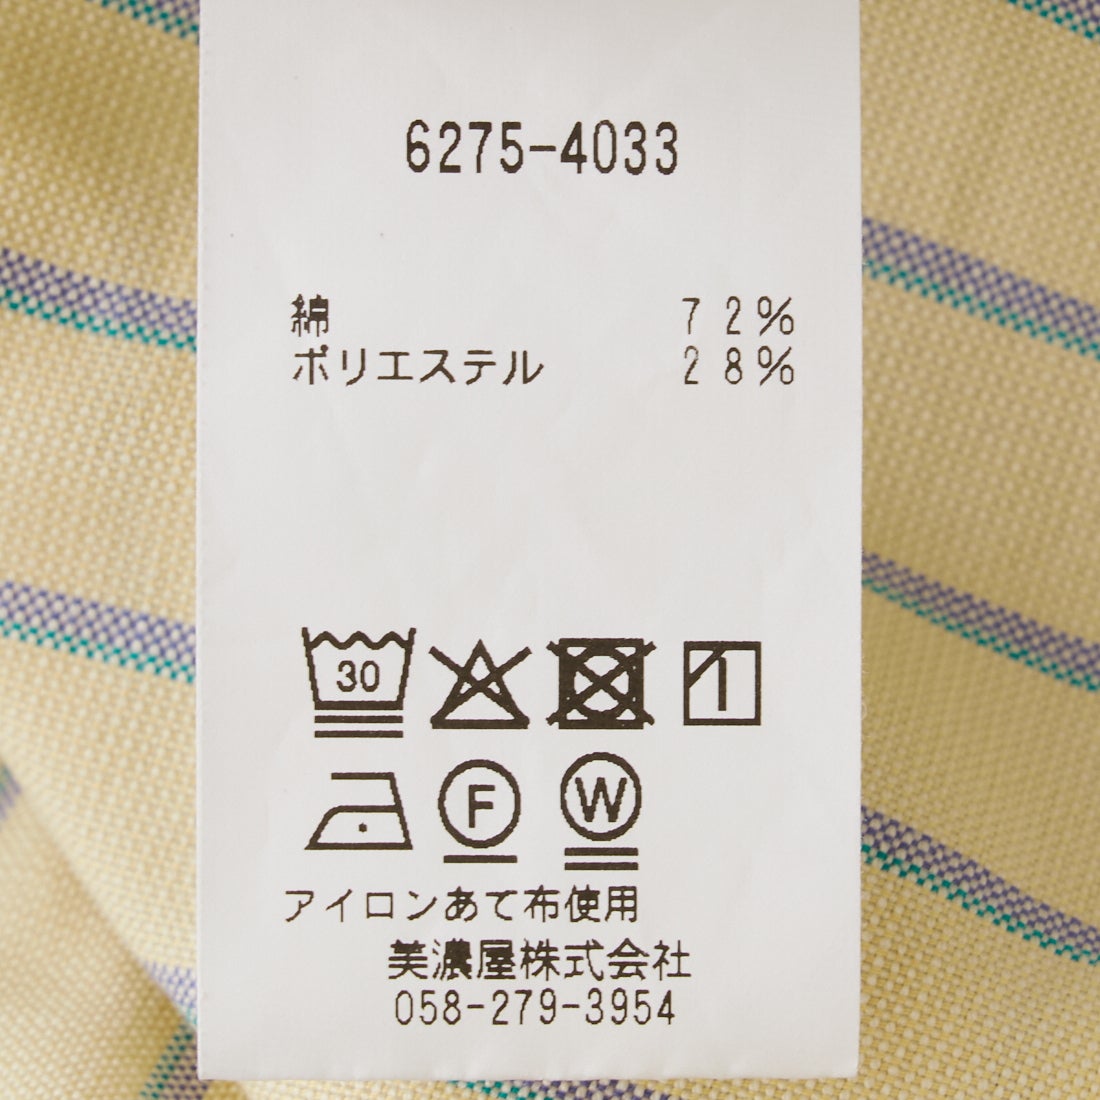 6275-4033
綿 72%
ポリエステル 28%
30
F W
アイロンあて布使用
美濃屋株式会社
058-279-3954